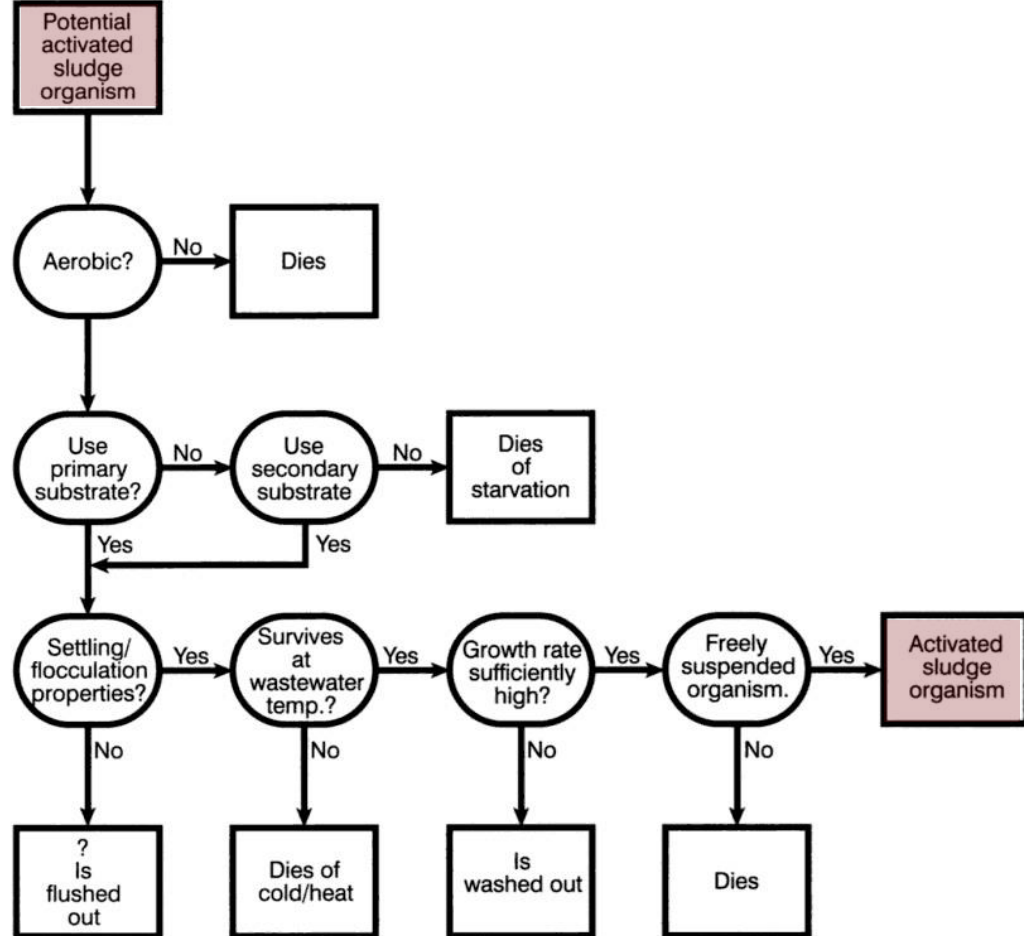 Potential
activated
sludge
organism
Aerobic?
No
Dies
Use
primary
substrate?
No
Use
secondary
substrate
No
Dies
of
starvation
Yes
Yes
Settling/
flocculation
properties?
Yes
Survives
at
wastewater
temp.?
Yes
Growth rate
sufficiently
high?
Yes
Freely
suspended
organism.
Yes
Activated
sludge
organism
No
No
No
No
?
Is
flushed
out
Dies of
cold/heat
Is
washed out
Dies